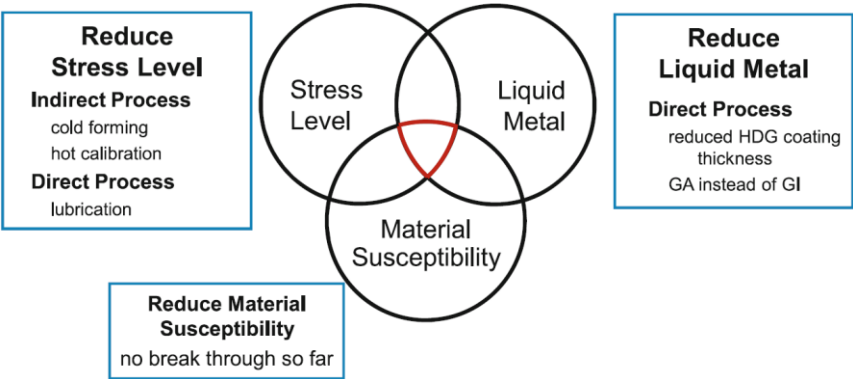 Reduce
Stress Level
Indirect Process
cold forming
hot calibration
Direct Process
lubrication
Stress
Level
Liquid
Metal
Material
Susceptibility
Reduce
Liquid Metal
Direct Process
reduced HDG coating
thickness
GA instead of GI
Reduce Material
Susceptibility
no break through so far